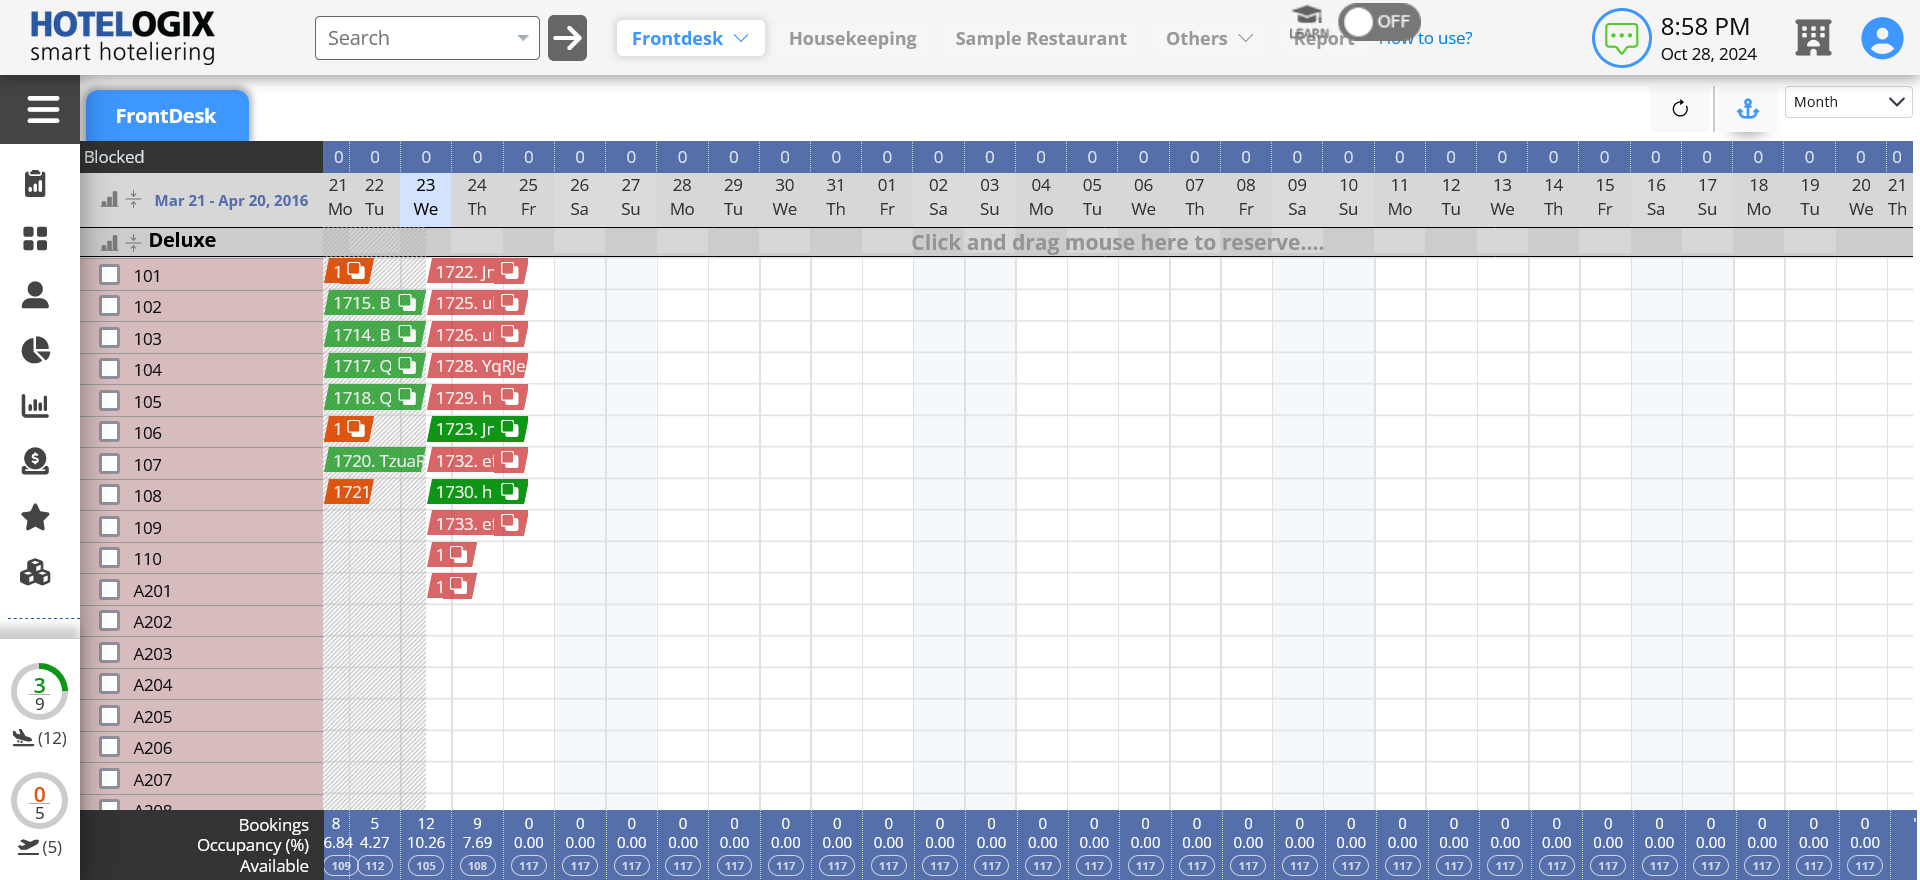 HOTELOGIX
smart hoteliering
Search
Frontdesk
Housekeeping
Sample Restaurant
Others
Report
LEARN
OFF
How to use?
8:58 PM
Oct 28, 2024
FrontDesk
Month
Blocked 0 0 0 0 0 0 0 0 0 0 0 0 0 0 0 0 0 0 0 0 0 0 0 0 0 0 0 0 0 0 0 0
Mar 21 - Apr 20, 2016
21 22 23 24 25 26 27 28 29 30 31 01 02 03 04 05 06 07 08 09 10 11 12 13 14 15 16 17 18 19 20 21
Mo Tu We Th Fr Sa Su Mo Tu We Th Fr Sa Su Mo Tu We Th Fr Sa Su Mo Tu We Th Fr Sa Su Mo Tu We Th
Deluxe
Click and drag mouse here to reserve....
101 1 1722. Jr
102 1715. B 1725. u
103 1714. B 1726. u
104 1717. Q 1728. YqRJe
105 1718. Q 1729. h
106 1 1723. Jr
107 1720. TzuaF 1732. e
108 1721 1730. h
109 1733. e
110 1
A201 1
A202
A203
A204
A205
A206
A207
A208
3
9
(12)
0
5
(5)
Bookings 8 5 12 9 0 0 0 0 0 0 0 0 0 0 0 0 0 0 0 0 0 0 0 0 0 0 0 0 0 0 0
Occupancy (%) 6.84 4.27 10.26 7.69 0.00 0.00 0.00 0.00 0.00 0.00 0.00 0.00 0.00 0.00 0.00 0.00 0.00 0.00 0.00 0.00 0.00 0.00 0.00 0.00 0.00 0.00 0.00 0.00 0.00 0.00 0.00
Available 109 112 105 108 117 117 117 117 117 117 117 117 117 117 117 117 117 117 117 117 117 117 117 117 117 117 117 117 117 117 117